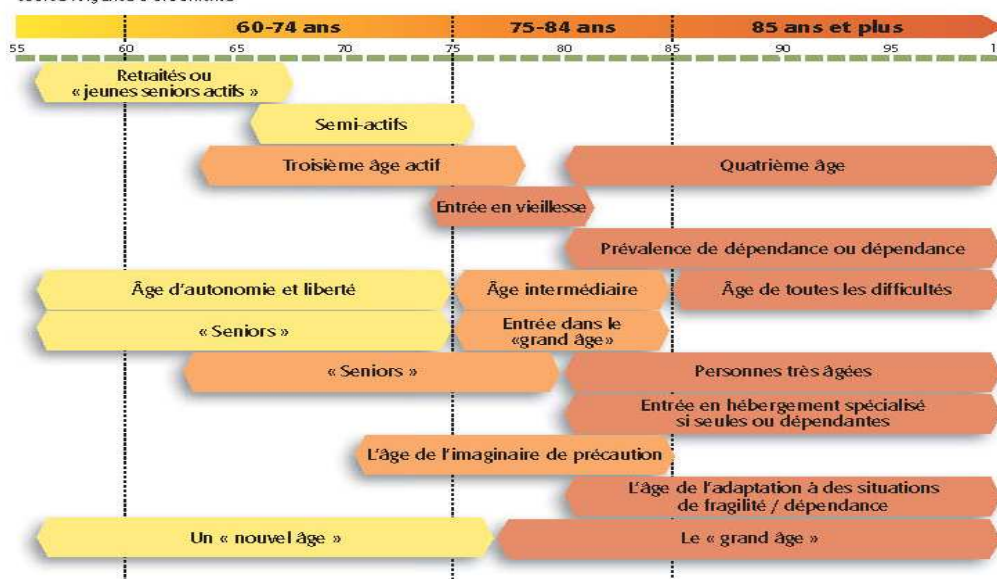 60-74 ans 75-84 ans 85 ans et plus
55 60 65 70 75 80 85 90 95
Retraités ou
« jeunes seniors actifs »
Semi-actifs
Troisième âge actif Quatrième âge
Entrée en vieillesse
Prévalence de dépendance ou dépendance
Âge d'autonomie et liberté Âge intermédiaire Âge de toutes les difficultés
« Seniors » Entrée dans le
«grand âge»
« Seniors » Personnes très âgées
Entrée en hébergement spécialisé
si seules ou dépendantes
L'âge de l'imaginaire de précaution
L'âge de l'adaptation à des situations
de fragilité / dépendance
Un « nouvel âge » Le « grand âge »